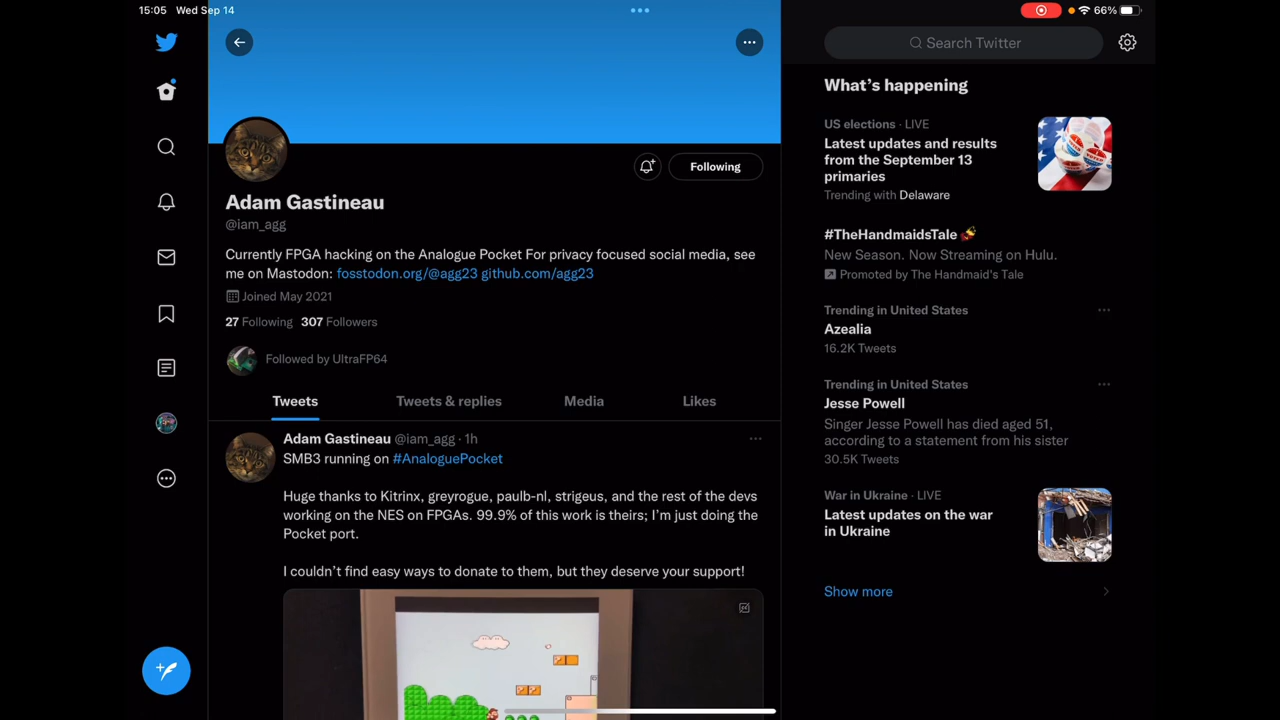 15:05 Wed Sep 14
66%
Search Twitter
Following
Adam Gastineau
@iam_agg
Currently FPGA hacking on the Analogue Pocket For privacy focused social media, see
me on Mastodon: fosstodon.org/@agg23 github.com/agg23
Joined May 2021
27 Following 307 Followers
Followed by UltraFP64
Tweets Tweets & replies Media Likes
Adam Gastineau @iam_agg · 1h
SMB3 running on #AnaloguePocket
Huge thanks to Kitrinx, greyrogue, paulb-nl, strigeus, and the rest of the devs
working on the NES on FPGAs. 99.9% of this work is theirs; I'm just doing the
Pocket port.
I couldn't find easy ways to donate to them, but they deserve your support!
What's happening
US elections · LIVE
Latest updates and results
from the September 13
primaries
Trending with Delaware
#TheHandmaidsTale
New Season. Now Streaming on Hulu.
Promoted by The Handmaid's Tale
Trending in United States
Azealia
16.2K Tweets
Trending in United States
Jesse Powell
Singer Jesse Powell has died aged 51,
according to a statement from his sister
30.5K Tweets
War in Ukraine · LIVE
Latest updates on the war
in Ukraine
Show more